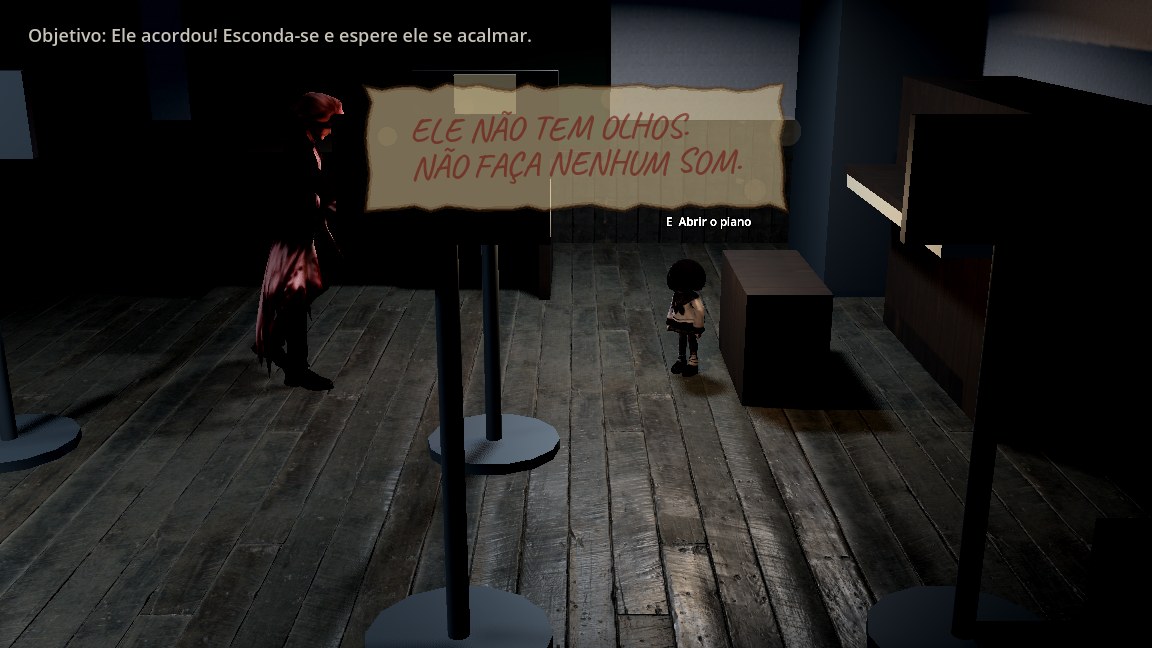 Objetivo: Ele acordou! Esconda-se e espere ele se acalmar.
ELE NÃO TEM OLHOS.
NÃO FAÇA NENHUM SOM.
E Abrir o piano